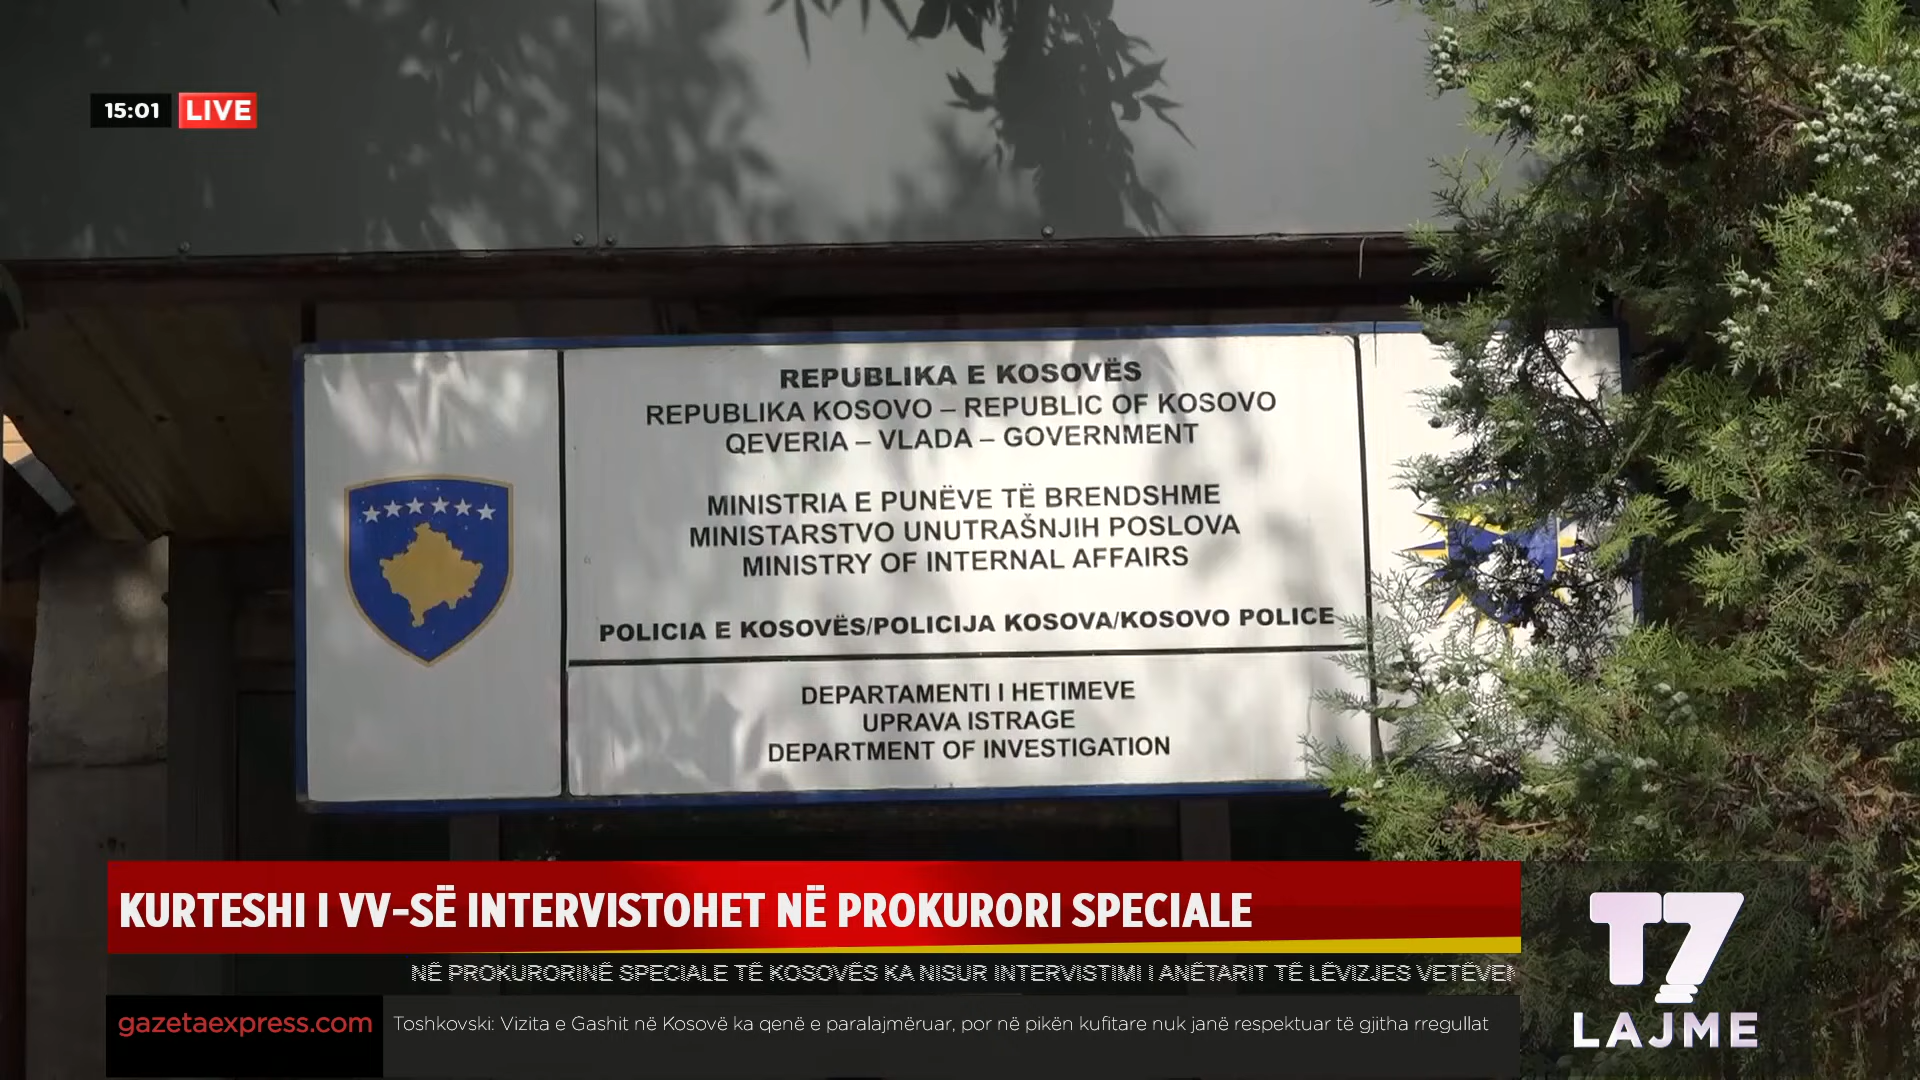 15:01 LIVE
REPUBLIKA E KOSOVËS
REPUBLIKA KOSOVO – REPUBLIC OF KOSOVO
QEVERIA – VLADA – GOVERNMENT
MINISTRIA E PUNËVE TË BRENDSHME
MINISTARSTVO UNUTRAŠNJIH POSLOVA
MINISTRY OF INTERNAL AFFAIRS
POLICIA E KOSOVËS/POLICIJA KOSOVA/KOSOVO POLICE
DEPARTAMENTI I HETIMEVE
UPRAVA ISTRAGE
DEPARTMENT OF INVESTIGATION
KURTESHI I VV-SË INTERVISTOHET NË PROKURORI SPECIALE
NË PROKURORINË SPECIALE TË KOSOVËS KA NISUR INTERVISTIMI I ANËTARIT TË LËVIZJES
gazetaexpress.com
Toshkovski: Vizita e Gashit në Kosovë ka qenë e paralajmëruar, por në pikën kufitare nuk janë respektuar të gjitha rregullat
T7
LAJME